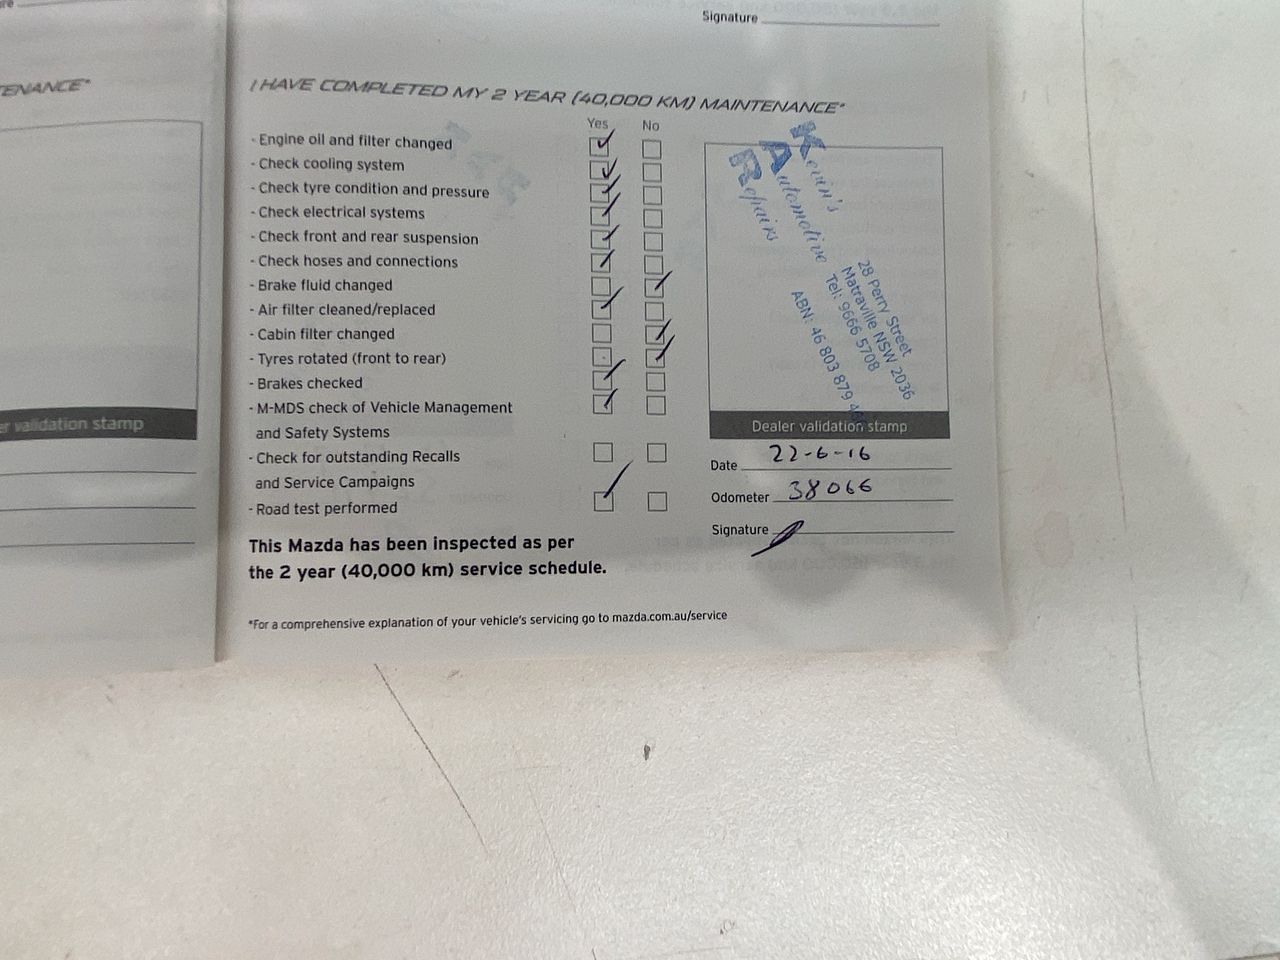 Signature
TENANCE*
I HAVE COMPLETED MY 2 YEAR (40,000 KM) MAINTENANCE*
Yes No
- Engine oil and filter changed
- Check cooling system
- Check tyre condition and pressure
- Check electrical systems
- Check front and rear suspension
- Check hoses and connections
- Brake fluid changed
- Air filter cleaned/replaced
- Cabin filter changed
- Tyres rotated (front to rear)
- Brakes checked
- M-MDS check of Vehicle Management
and Safety Systems
- Check for outstanding Recalls
and Service Campaigns
- Road test performed
This Mazda has been inspected as per
the 2 year (40,000 km) service schedule.
*For a comprehensive explanation of your vehicle's servicing go to mazda.com.au/service
Kevin's
Automotive
Repairs
28 Perry Street
Matraville NSW 2036
Tel: 9666 5708
ABN: 46 803 879
Dealer validation stamp
Date 22-6-16
Odometer 38066
Signature
er validation stamp